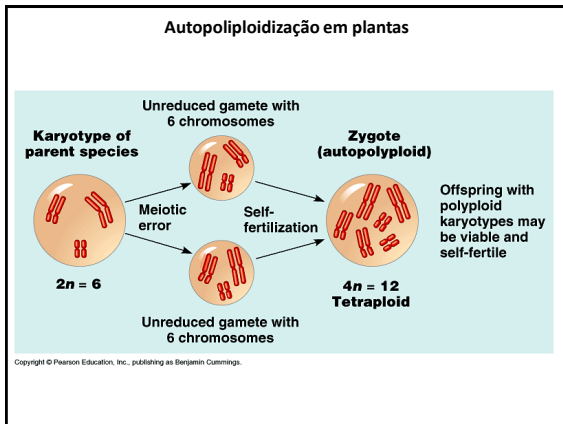 Autopoliploidização em plantas
Unreduced gamete with
6 chromosomes
Karyotype of
parent species
Zygote
(autopolyploid)
Meiotic
error
Self-
fertilization
Offspring with
polyploid
karyotypes may
be viable and
self-fertile
2n = 6
4n = 12
Tetraploid
Unreduced gamete with
6 chromosomes
Copyright © Pearson Education, Inc., publishing as Benjamin Cummings.